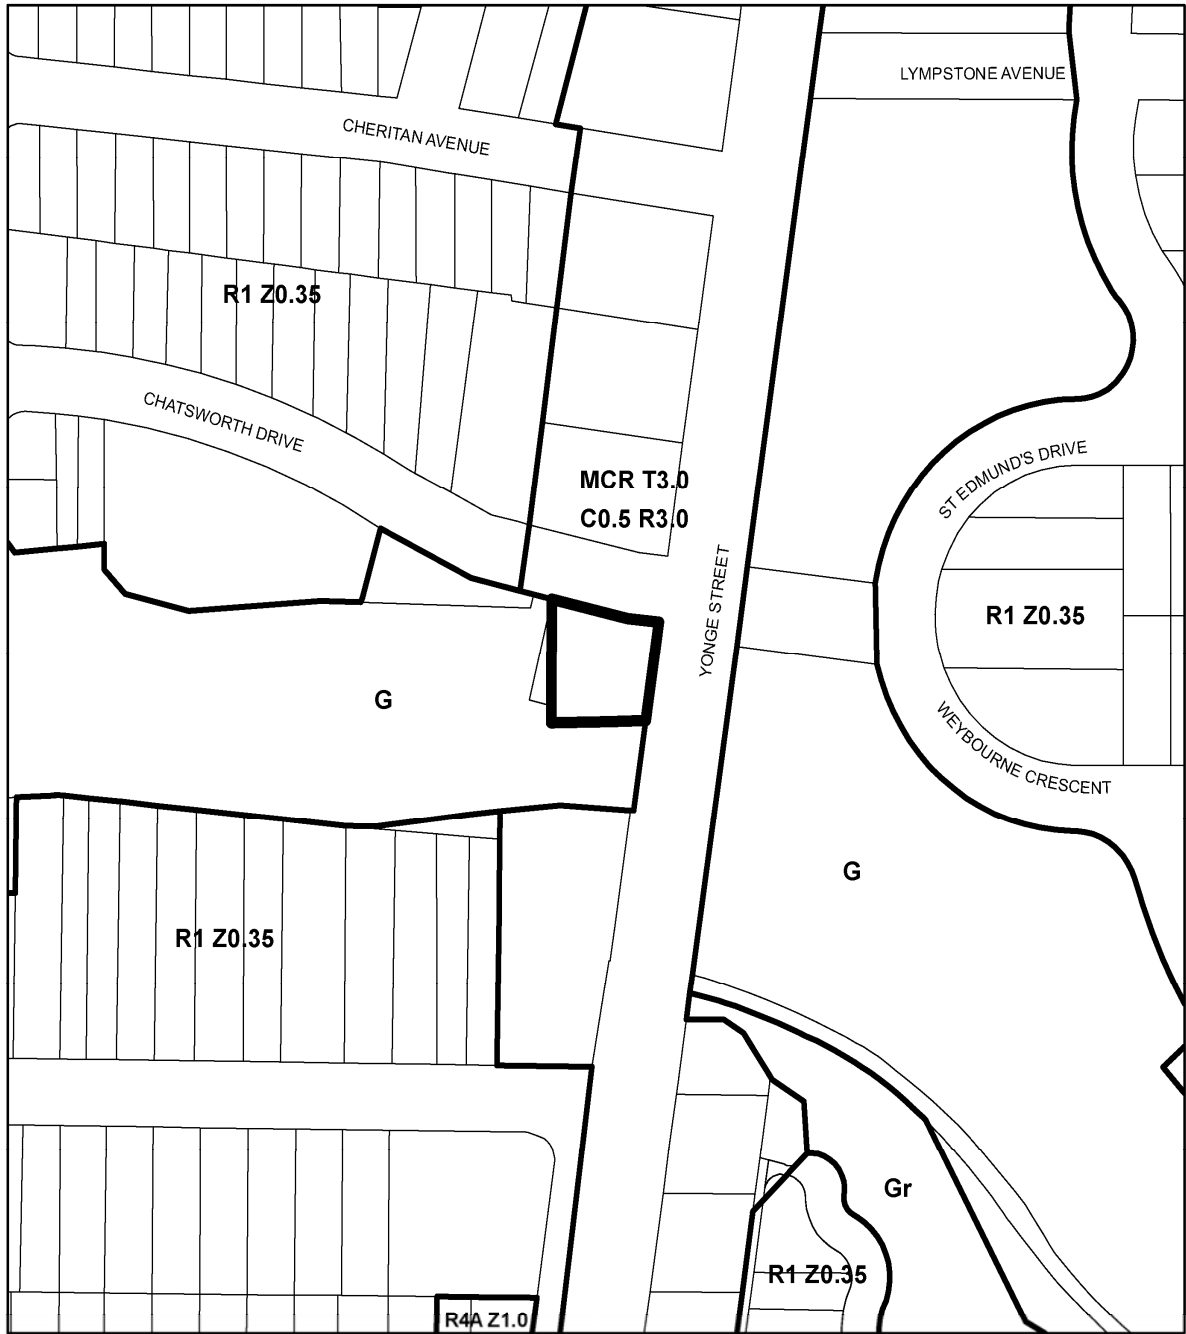 LYMPSTONE AVENUE
CHERITAN AVENUE
R1 Z0.35
CHATSWORTH DRIVE
ST EDMUND'S DRIVE
MCR T3.0
C0.5 R3.0
YONGE STREET
R1 Z0.35
G
WEYBOURNE CRESCENT
G
R1 Z0.35
Gr
R1 Z0.35
R4A Z1.0